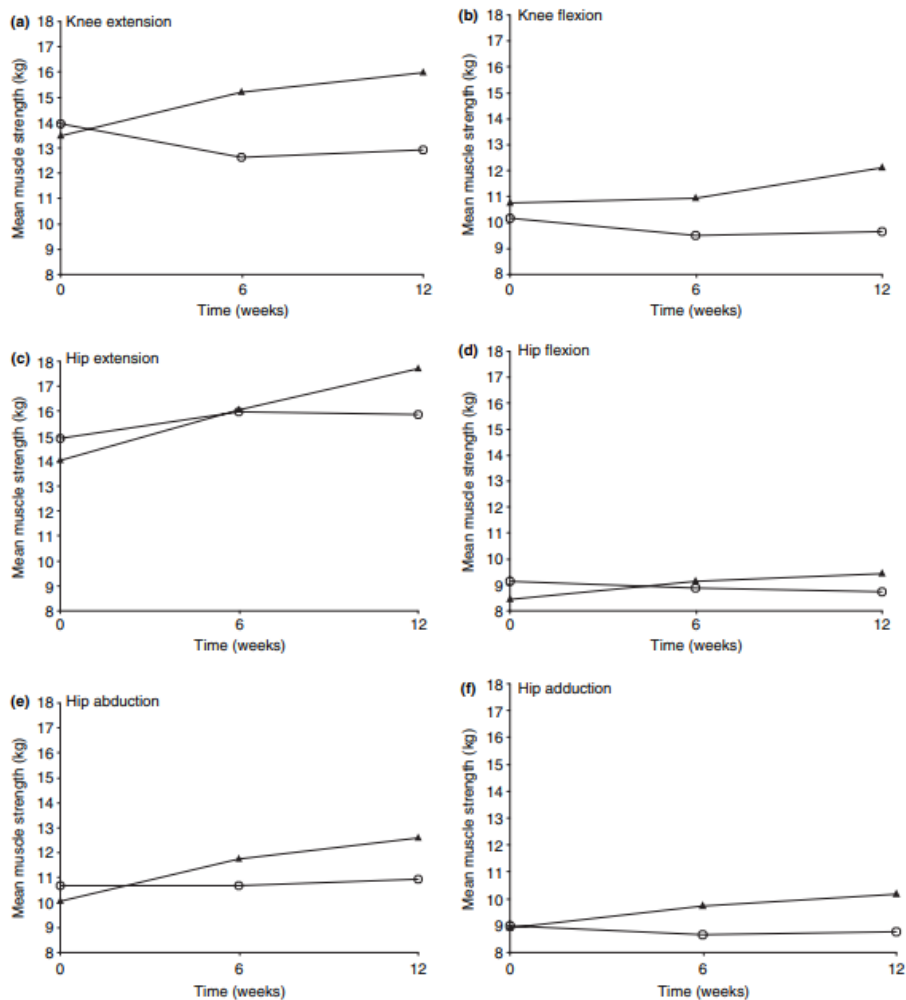 (a) Knee extension
Mean muscle strength (kg)
18
17
16
15
14
13
12
11
10
9
8
0 6 12
Time (weeks)
(b) Knee flexion
Mean muscle strength (kg)
18
17
16
15
14
13
12
11
10
9
8
0 6 12
Time (weeks)
(c) Hip extension
Mean muscle strength (kg)
18
17
16
15
14
13
12
11
10
9
8
0 6 12
Time (weeks)
(d) Hip flexion
Mean muscle strength (kg)
18
17
16
15
14
13
12
11
10
9
8
0 6 12
Time (weeks)
(e) Hip abduction
Mean muscle strength (kg)
18
17
16
15
14
13
12
11
10
9
8
0 6 12
Time (weeks)
(f) Hip adduction
Mean muscle strength (kg)
18
17
16
15
14
13
12
11
10
9
8
0 6 12
Time (weeks)